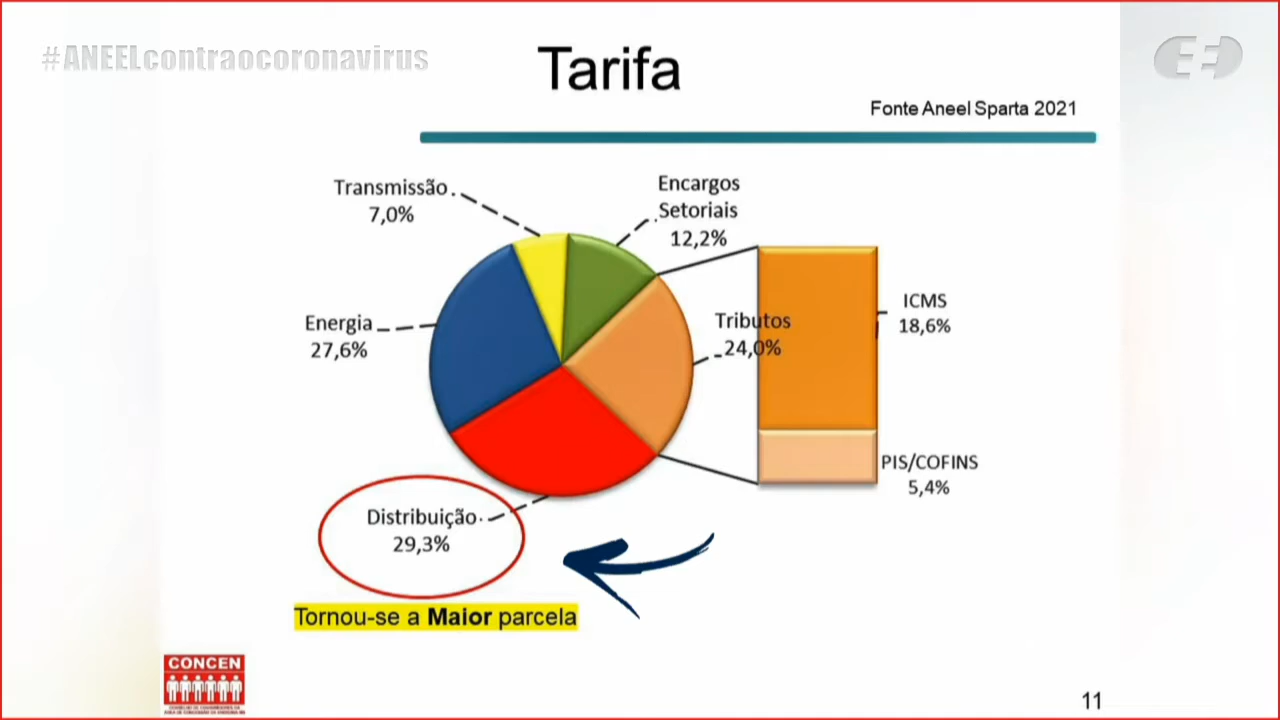 #ANEELcontraocoronavirus
Tarifa
Fonte Aneel Sparta 2021
Transmissão
7,0%
Encargos
Setoriais
12,2%
Energia
27,6%
Tributos
24,0%
ICMS
18,6%
PIS/COFINS
5,4%
Distribuição
29,3%
Tornou-se a Maior parcela
CONCEN
11